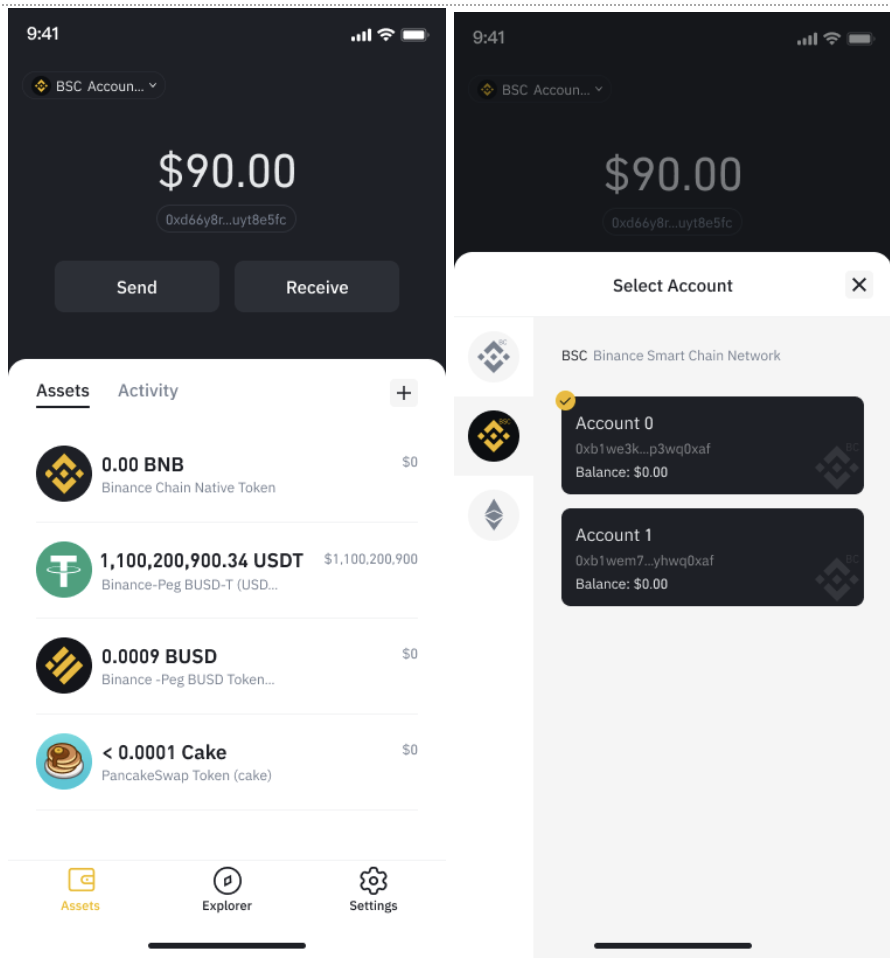 9:41
BSC Accoun...
$90.00
0xd66y8r...uyt8e5fc
Send
Receive
Assets
Activity
0.00 BNB
$0
Binance Chain Native Token
1,100,200,900.34 USDT
$1,100,200,900
Binance-Peg BUSD-T (USD...
0.0009 BUSD
$0
Binance -Peg BUSD Token...
< 0.0001 Cake
$0
PancakeSwap Token (cake)
Assets
Explorer
Settings
9:41
BSC Accoun...
$90.00
0xd66y8r...uyt8e5fc
Select Account
BC
BSC Binance Smart Chain Network
BSC
Account 0
0xb1we3k...p3wq0xaf
BC
Balance: $0.00
Account 1
0xb1wem7...yhwq0xaf
BC
Balance: $0.00